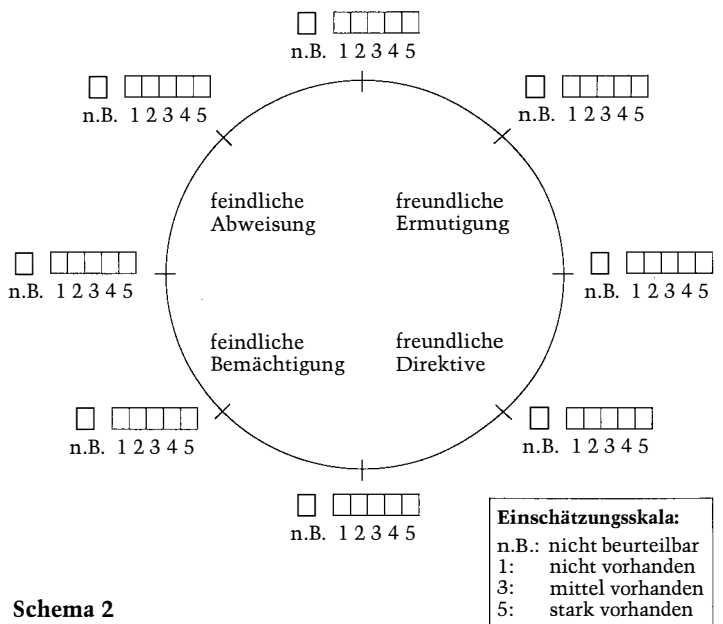 n.B. 1 2 3 4 5
n.B. 1 2 3 4 5
n.B. 1 2 3 4 5
feindliche
Abweisung
freundliche
Ermutigung
n.B. 1 2 3 4 5
n.B. 1 2 3 4 5
feindliche
Bemächtigung
freundliche
Direktive
n.B. 1 2 3 4 5
n.B. 1 2 3 4 5
n.B. 1 2 3 4 5
Einschätzungsskala:
n.B.: nicht beurteilbar
1: nicht vorhanden
3: mittel vorhanden
5: stark vorhanden
Schema 2